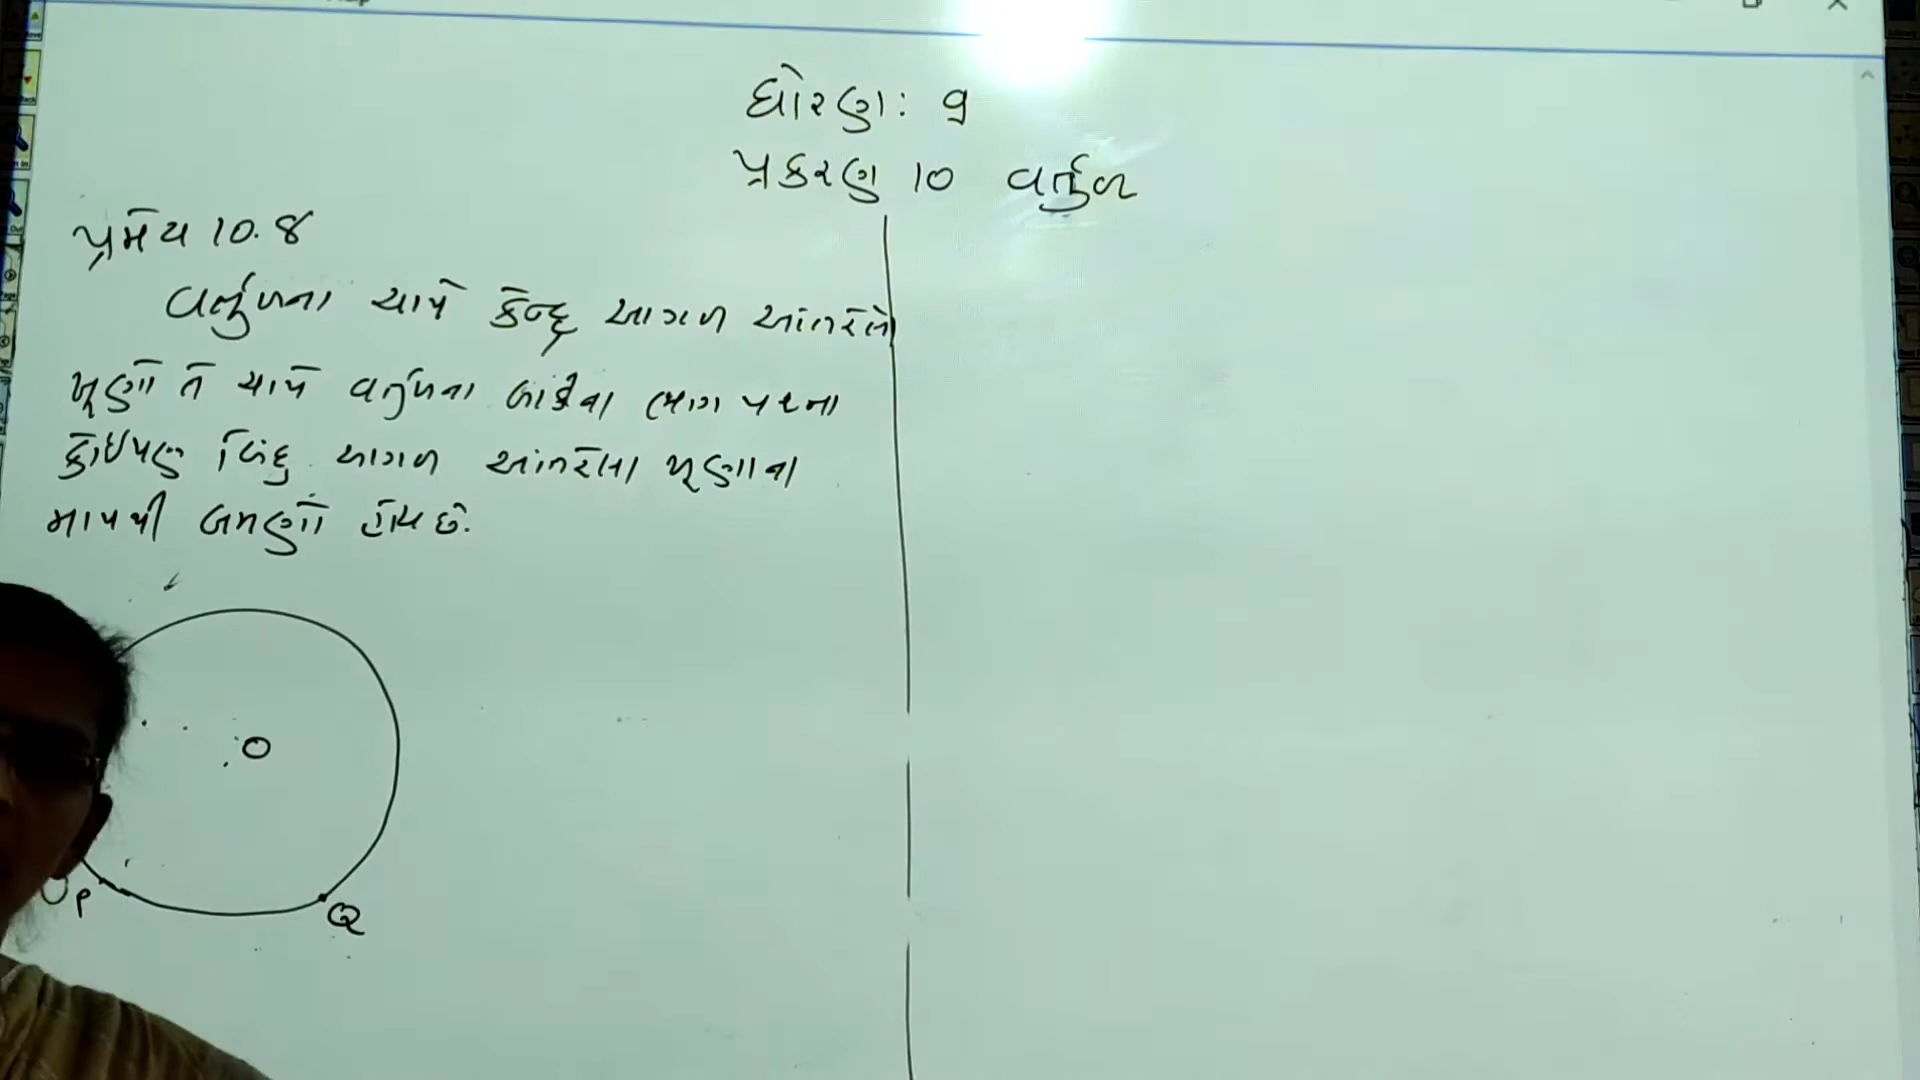 ધોરણ: ૭
પ્રકરણ 10 વર્તુળ
પ્રમેય 10.8
વર્તુળના ચાપે કેન્દ્ર આગળ આંતરેલો
ખૂણો તે ચાપે વર્તુળના બાકીના ભાગ પરના
કોઈપણ બિંદુ આગળ આંતરેલા ખૂણાના
માપથી બમણો હોય છે.
O
P
Q